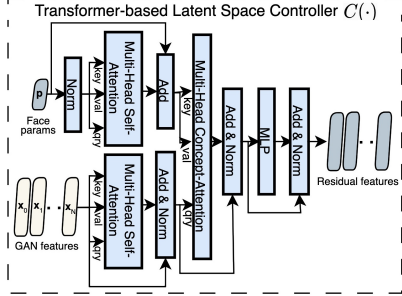 Transformer-based Latent Space Controller C(·)
p
Face
params
Norm
key
val
qry
Multi-Head Self-
Attention
Add
key
val
Multi-Head Concept-Attention
x0 x1 · · xN
GAN features
key
val
qry
Multi-Head Self-
Attention
Add & Norm
qry
Add & Norm
MLP
Add & Norm
· ·
Residual features